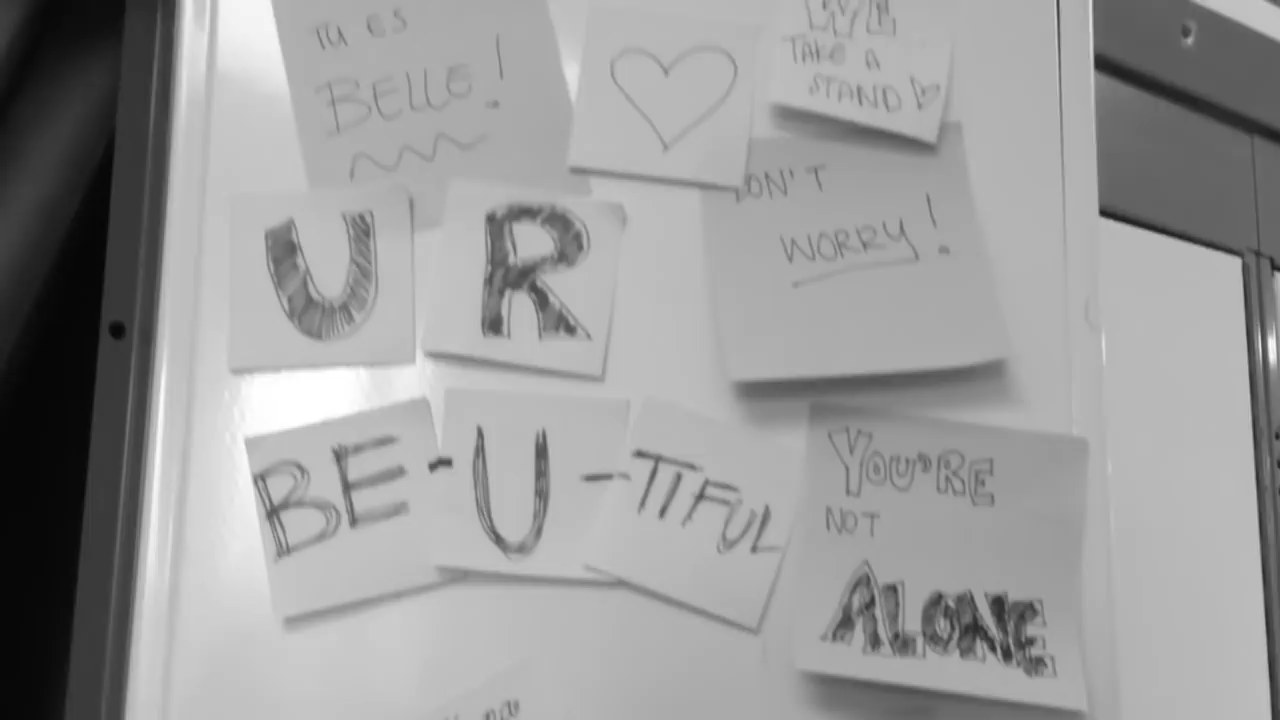 Tu es
BELLE!
WE
TAKE A
STAND
ON'T
WORRY!
U R
BE-U-TIFUL
YOU'RE
NOT
ALONE